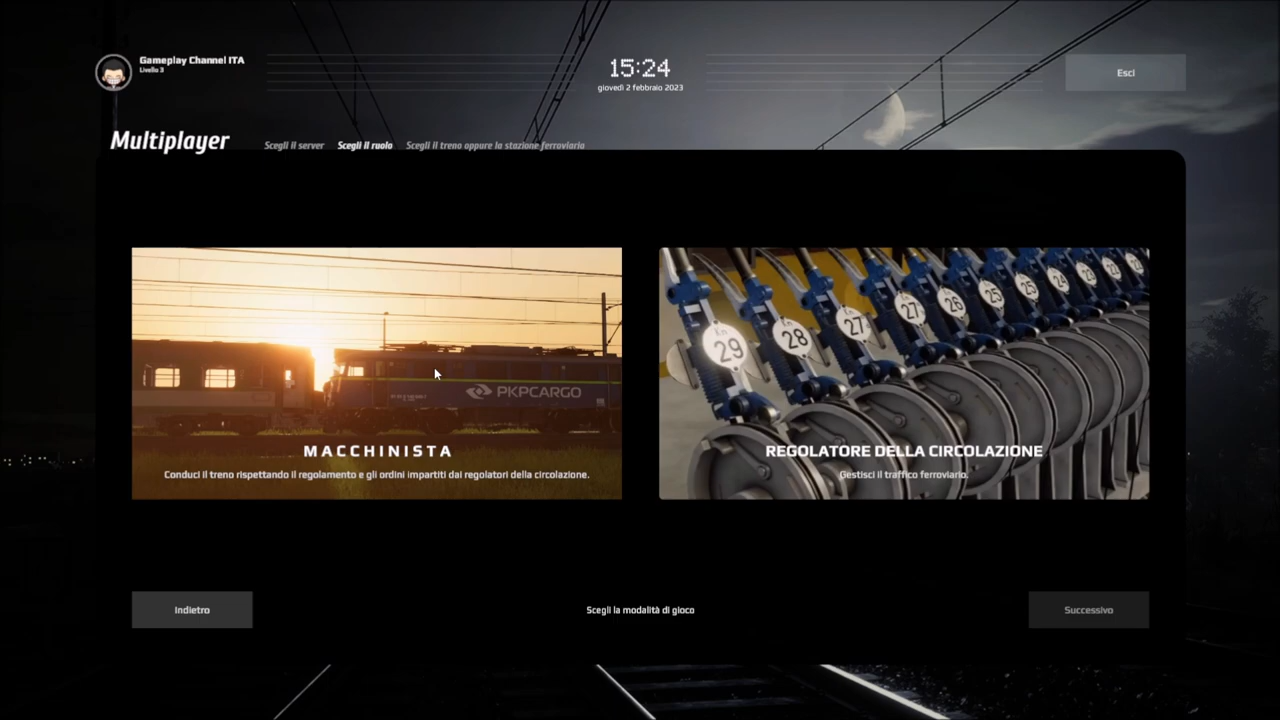 Gameplay Channel ITA
Livello 3
15:24
giovedì 2 febbraio 2023
Esci
Multiplayer
Scegli il server
Scegli il ruolo
Scegli il treno oppure la stazione ferroviaria
PKPCARGO
29
28
27
27
26
25
25
24
23
MACCHINISTA
Conduci il treno rispettando il regolamento e gli ordini impartiti dai regolatori della circolazione.
REGOLATORE DELLA CIRCOLAZIONE
Gestisci il traffico ferroviario.
Indietro
Scegli la modalità di gioco
Successivo